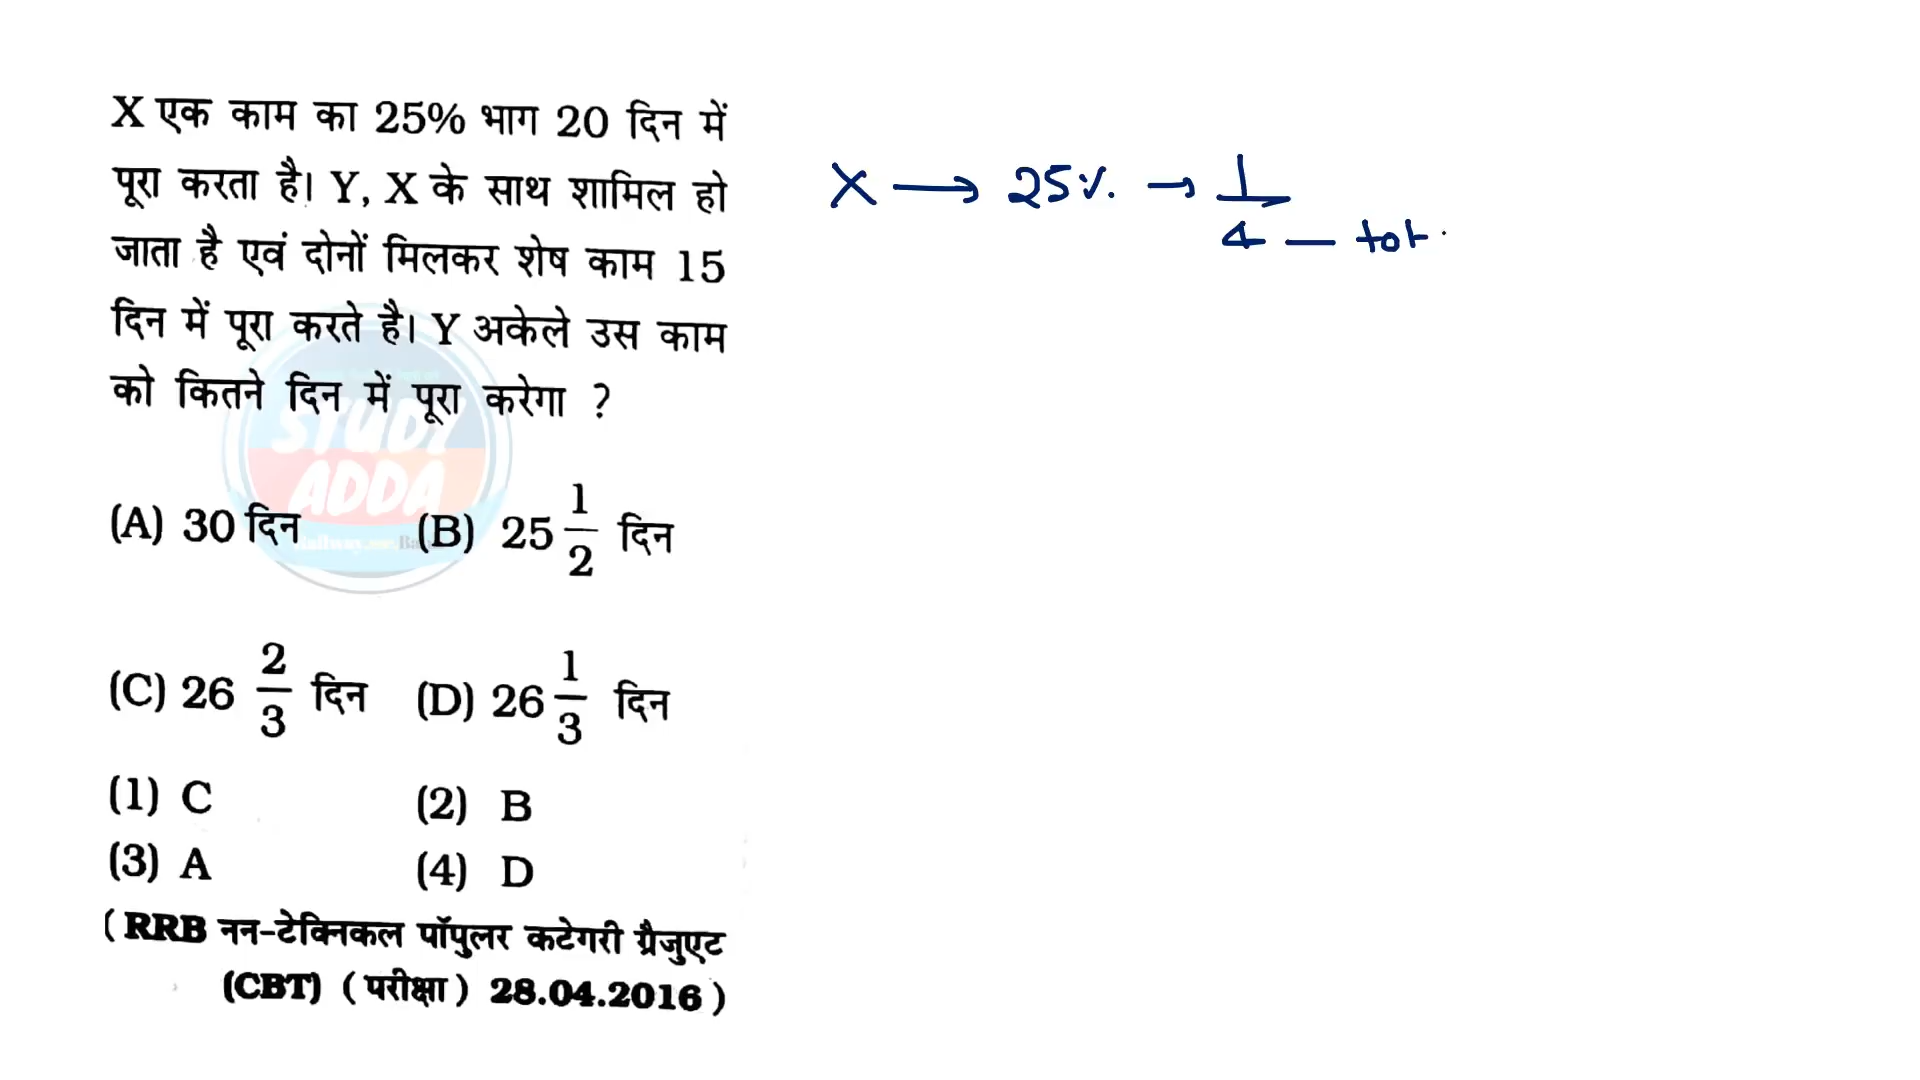 X एक काम का 25% भाग 20 दिन में
पूरा करता है। Y, X के साथ शामिल हो
जाता है एवं दोनों मिलकर शेष काम 15
दिन में पूरा करते है। Y अकेले उस काम
को कितने दिन में पूरा करेगा ?
(A) 30 दिन (B) 25 1/2 दिन
(C) 26 2/3 दिन (D) 26 1/3 दिन
(1) C (2) B
(3) A (4) D
( RRB नन-टेक्निकल पॉपुलर कटेगरी ग्रैजुएट
(CBT) ( परीक्षा ) 28.04.2016 )
X → 25% → 1/4 — tot
STUDY
ADDA